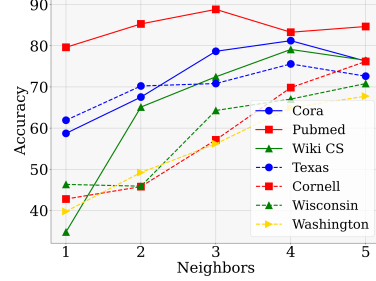 90
80
70
60
50
40
Accuracy
1 2 3 4 5
Neighbors
Cora
Pubmed
Wiki CS
Texas
Cornell
Wisconsin
Washington